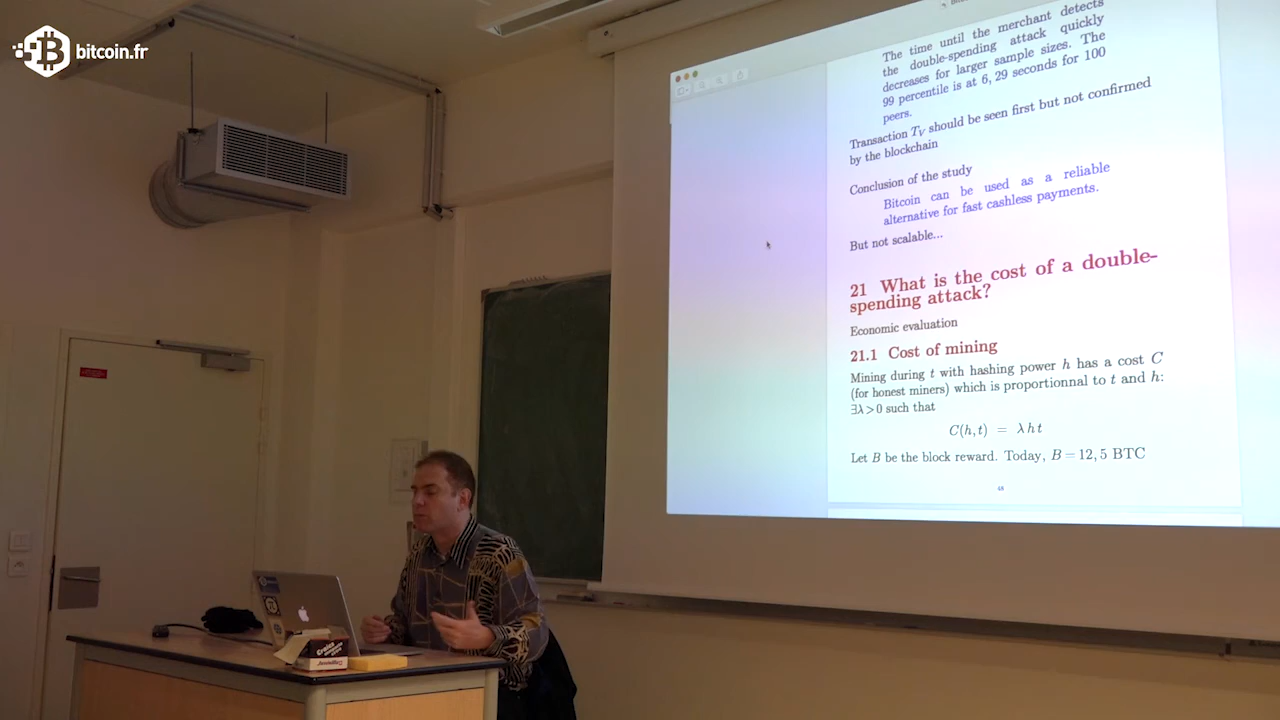 bitcoin.fr
The time until the merchant detects
the double-spending attack quickly
decreases for larger sample sizes. The
99 percentile is at 6, 29 seconds for 100
peers.
Transaction T_V should be seen first but not confirmed
by the blockchain
Conclusion of the study
Bitcoin can be used as a reliable
alternative for fast cashless payments.
But not scalable...
21 What is the cost of a double-
spending attack?
Economic evaluation
21.1 Cost of mining
Mining during t with hashing power h has a cost C
(for honest miners) which is proportionnal to t and h:
∃λ>0 such that
C(h,t) = λht
Let B be the block reward. Today, B = 12,5 BTC